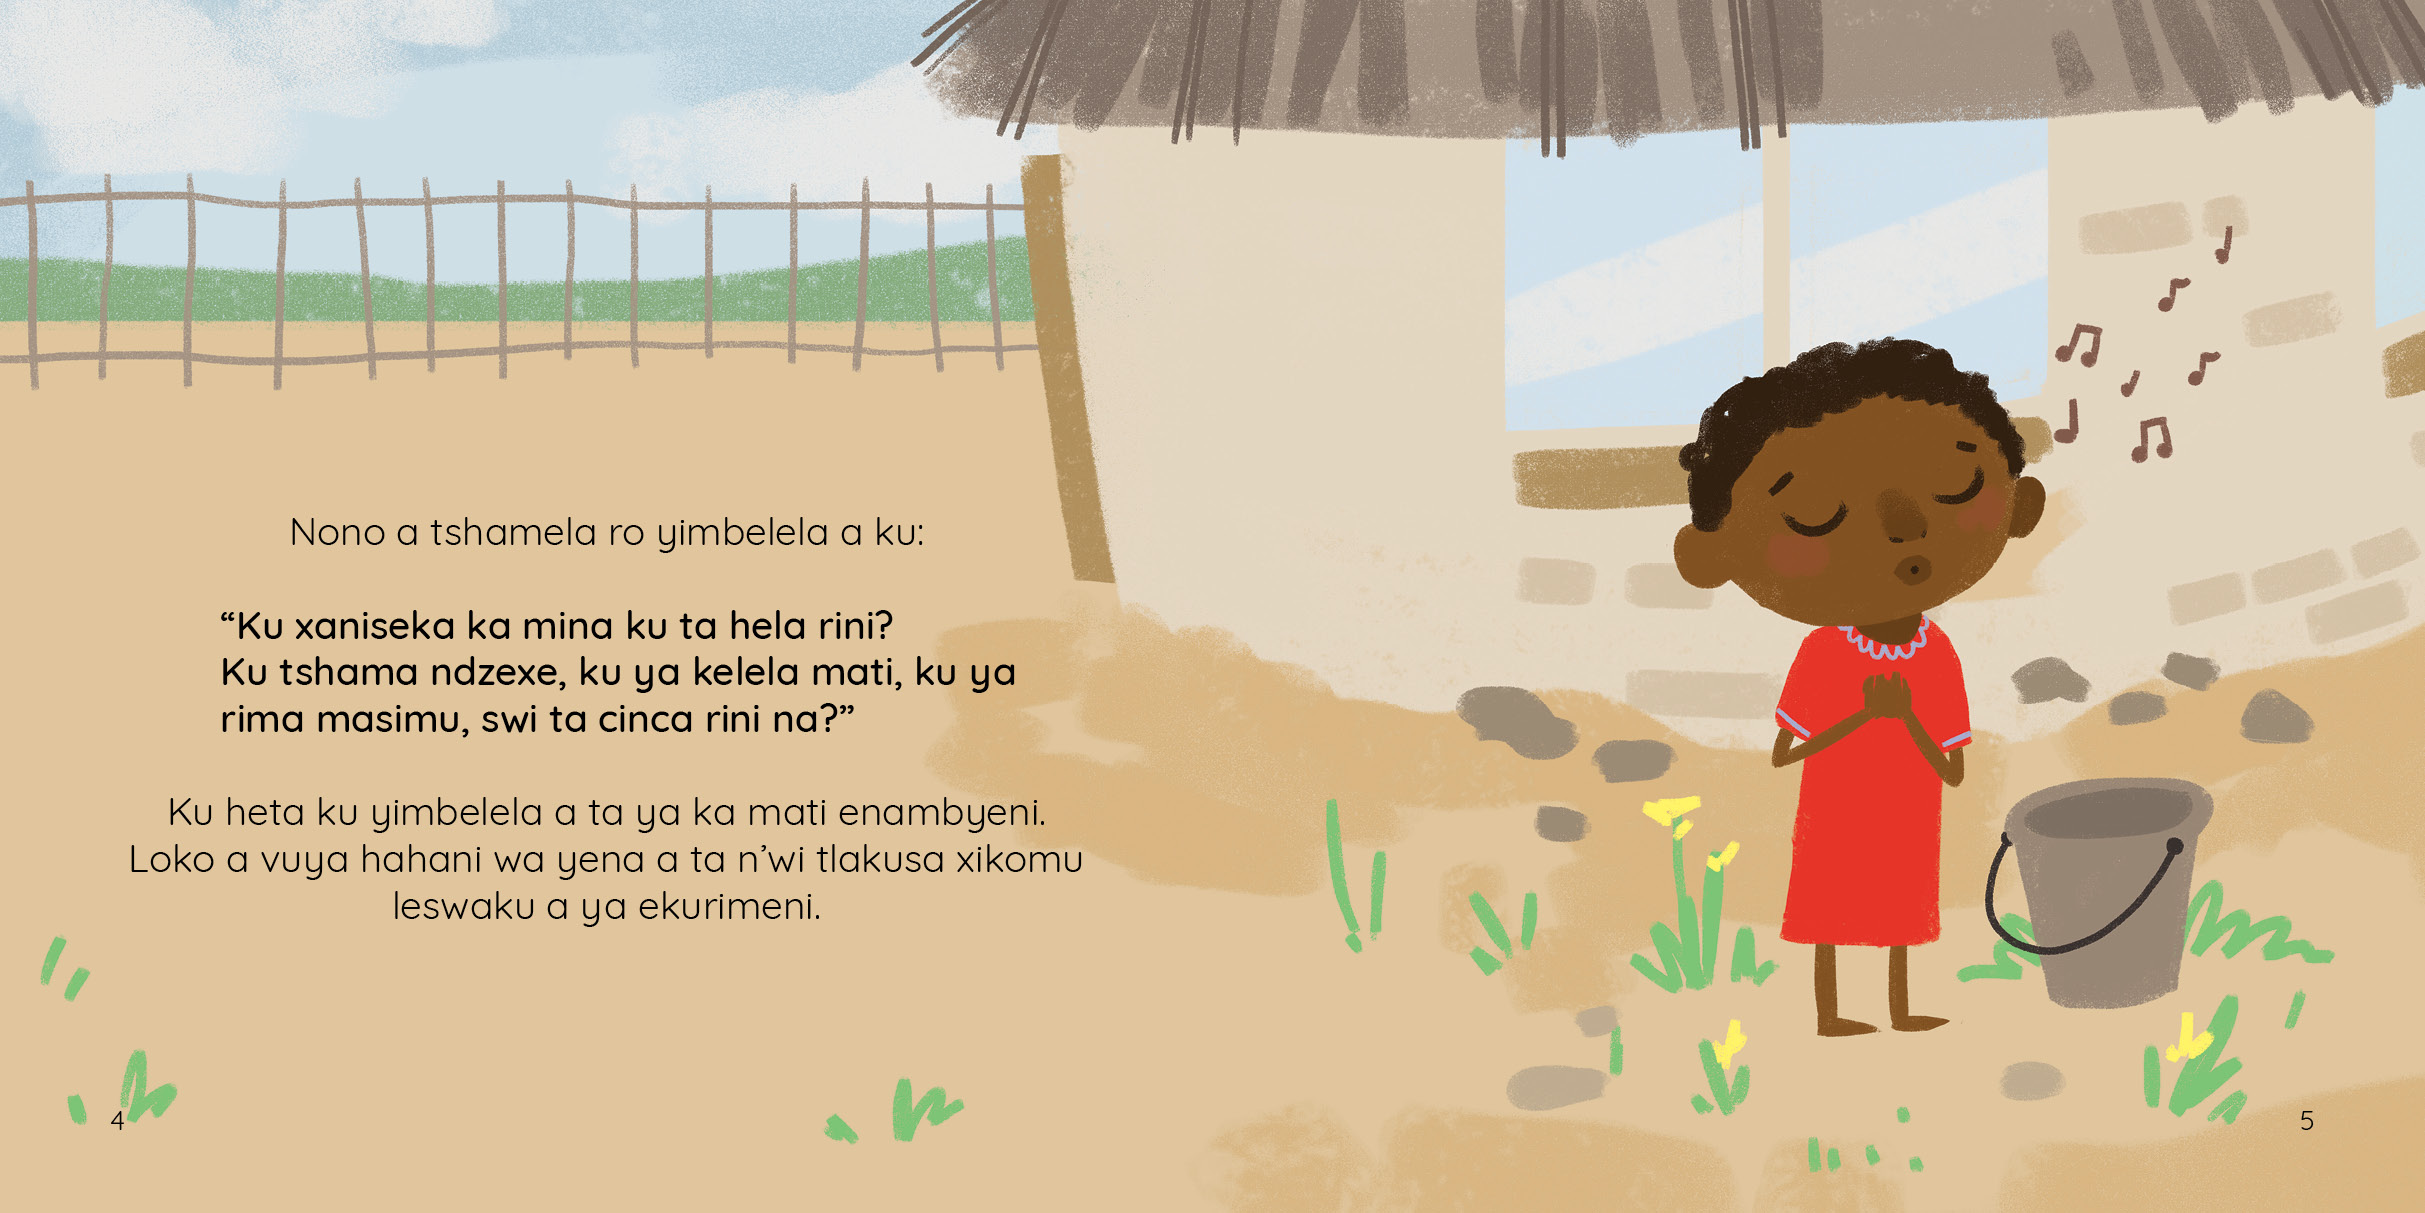 Nono a tshamela ro yimbelela a ku:
“Ku xaniseka ka mina ku ta hela rini?
Ku tshama ndzexe, ku ya kelela mati, ku ya
rima masimu, swi ta cinca rini na?”
Ku heta ku yimbelela a ta ya ka mati enambyeni.
Loko a vuya hahani wa yena a ta n’wi tlakusa xikomu
leswaku a ya ekurimeni.
4
5